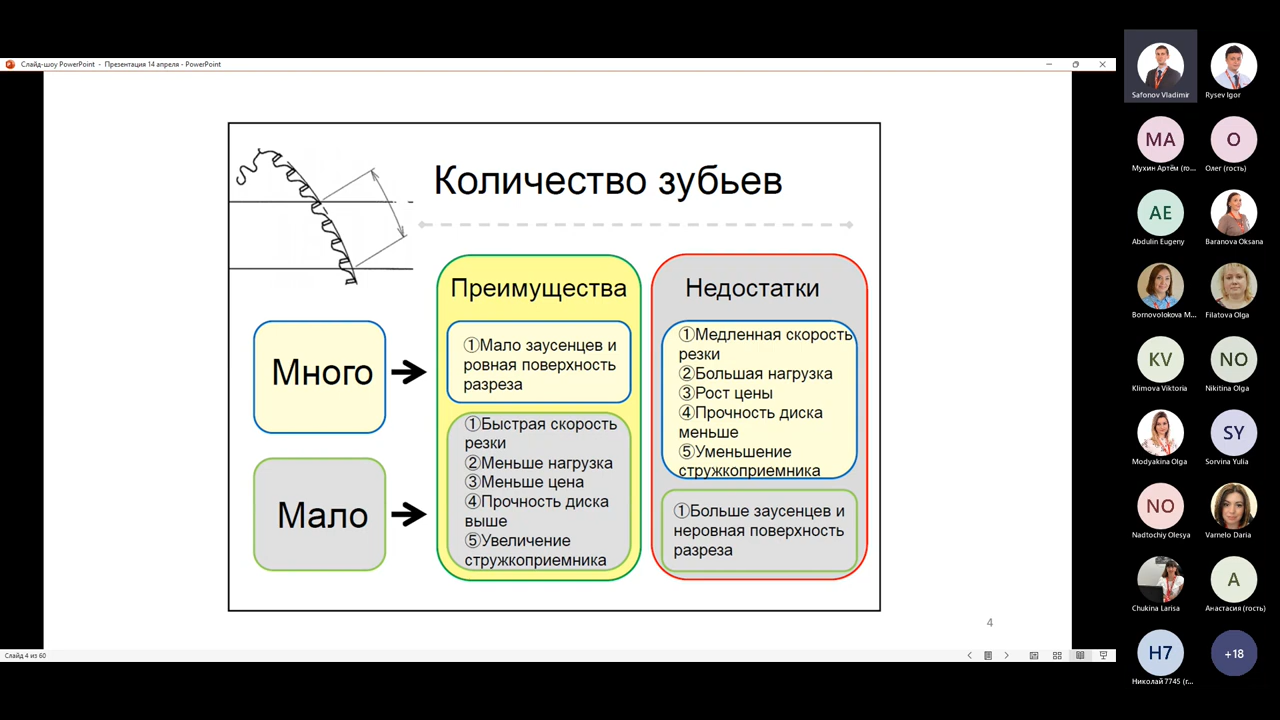 Слайд-шоу PowerPoint - Презентация 14 апреля - PowerPoint
Количество зубьев
Преимущества
Недостатки
Много
①Мало заусенцев и
ровная поверхность
разреза
①Медленная скорость
резки
②Большая нагрузка
③Рост цены
④Прочность диска
меньше
⑤Уменьшение
стружкоприемника
Мало
①Быстрая скорость
резки
②Меньше нагрузка
③Меньше цена
④Прочность диска
выше
⑤Увеличение
стружкоприемника
①Больше заусенцев и
неровная поверхность
разреза
4
Слайд 4 из 60
Safonov Vladimir
Rysev Igor
MA
Мухин Артём (го...
О
Олег (гость)
AE
Abdulin Eugeny
Baranova Oksana
Bornovolokova M...
Filatova Olga
KV
Klimova Viktoria
NO
Nikitina Olga
Modyakina Olga
SY
Sorvina Yulia
NO
Nadtochiy Olesya
Varnelo Daria
Chukina Larisa
А
Анастасия (гость)
Н7
Николай 7745 (г...
+18